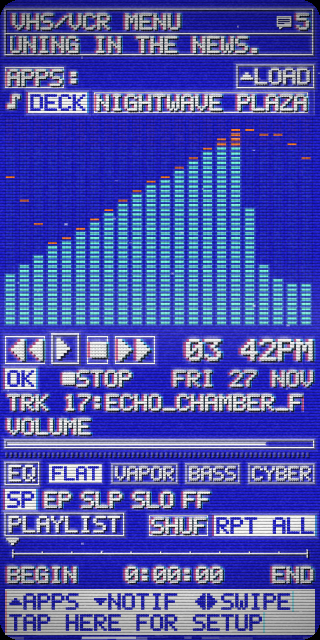 VHS/VCR MENU 5
UNING IN THE NEWS.
APPS: LOAD
DECK NIGHTWAVE PLAZA
03 42PM
OK STOP FRI 27 NOV
TRK 17:ECHO_CHAMBER_F
VOLUME
EQ FLAT VAPOR BASS CYBER
SP EP SLP SLO FF
PLAYLIST SHUF RPT ALL
BEGIN 0:00:00 END
APPS NOTIF SWIPE
TAP HERE FOR SETUP